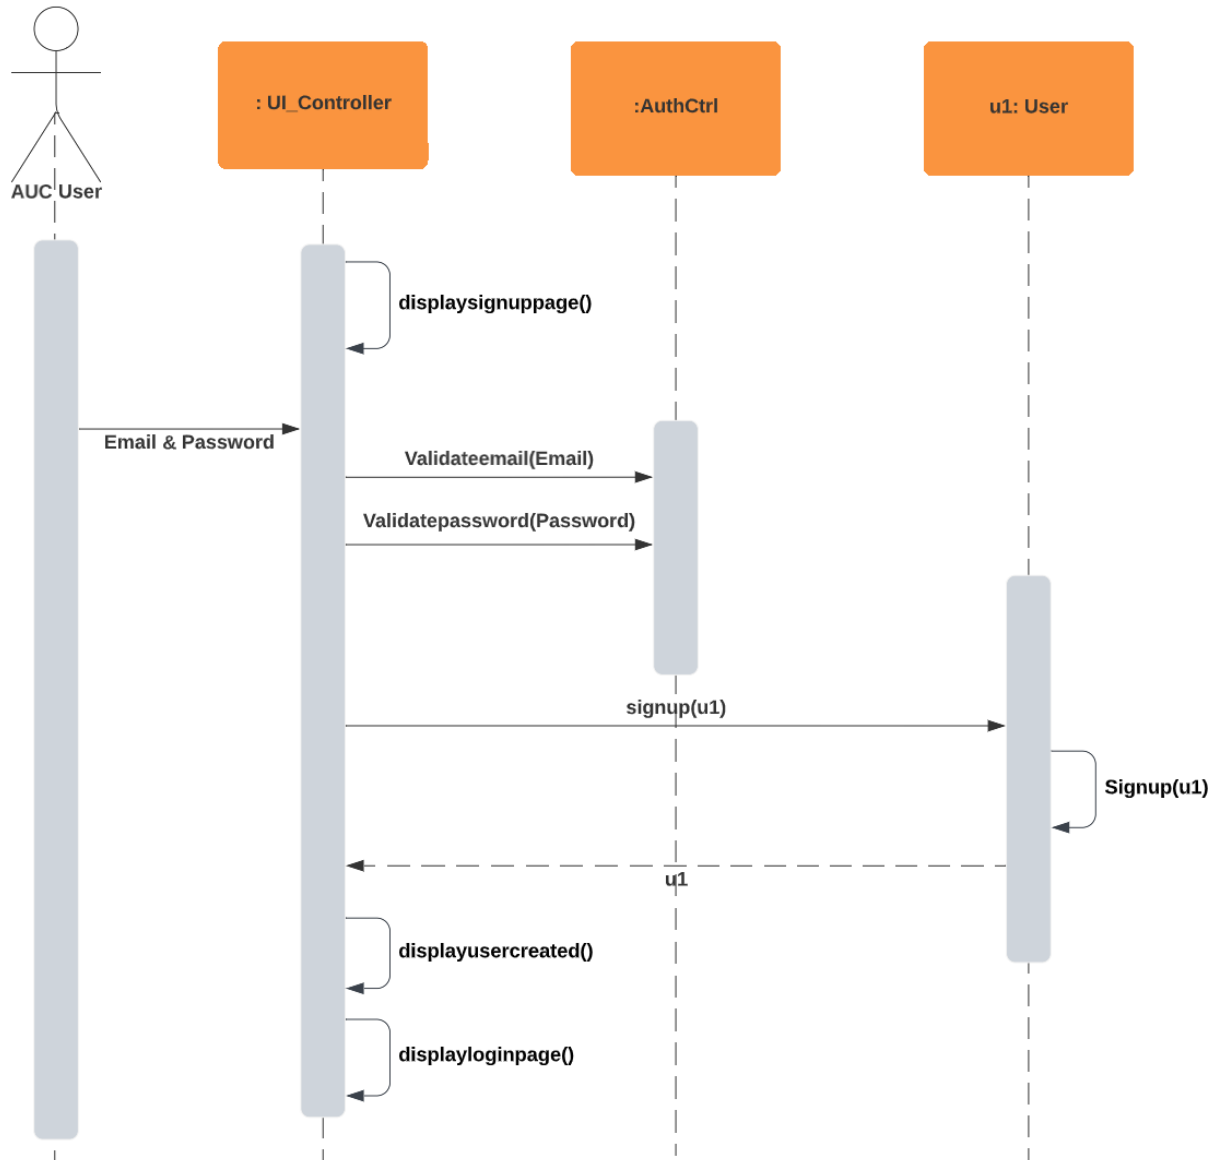 AUC User
: UI_Controller
:AuthCtrl
u1: User
displaysignuppage()
Email & Password
Validateemail(Email)
Validatepassword(Password)
signup(u1)
Signup(u1)
u1
displayusercreated()
displayloginpage()